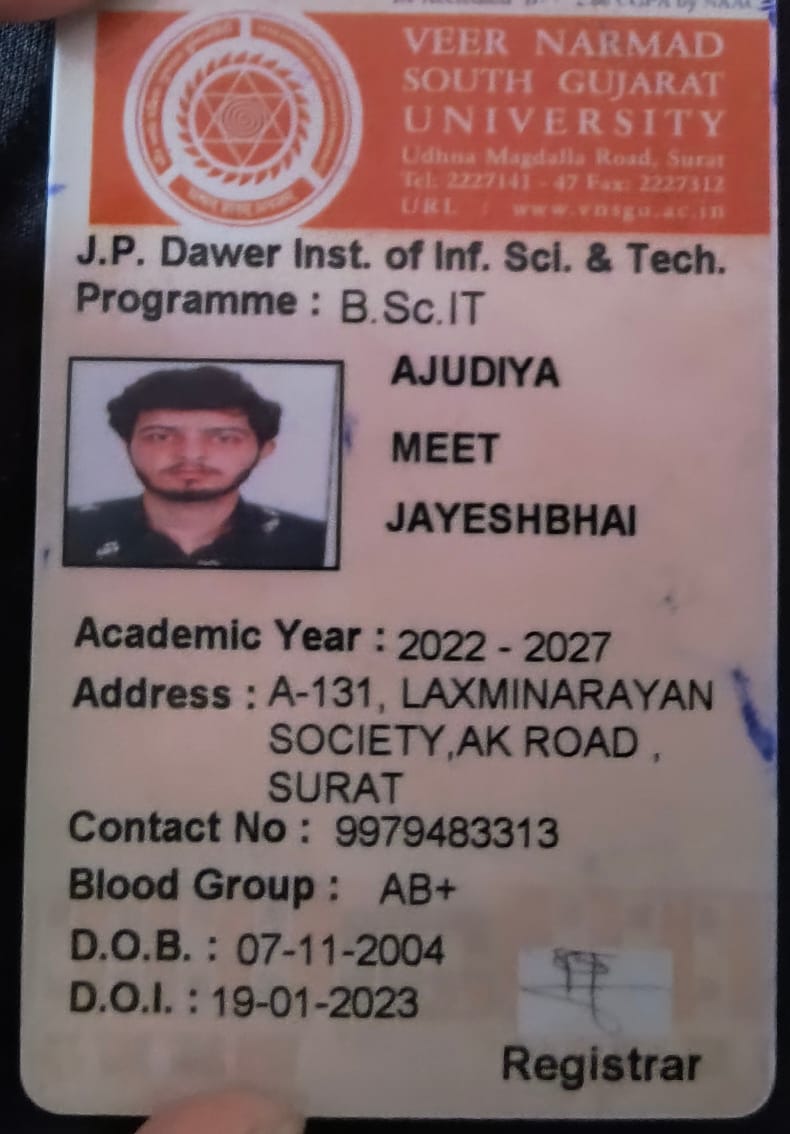 VEER NARMAD
SOUTH GUJARAT
UNIVERSITY
Udhna Magdalla Road, Surat
Tel: 2227141 - 47 Fax: 2227312
URL : www.vnsgu.ac.in
J.P. Dawer Inst. of Inf. Sci. & Tech.
Programme : B.Sc.IT
AJUDIYA
MEET
JAYESHBHAI
Academic Year : 2022 - 2027
Address : A-131, LAXMINARAYAN
SOCIETY,AK ROAD ,
SURAT
Contact No : 9979483313
Blood Group : AB+
D.O.B. : 07-11-2004
D.O.I. : 19-01-2023
Registrar